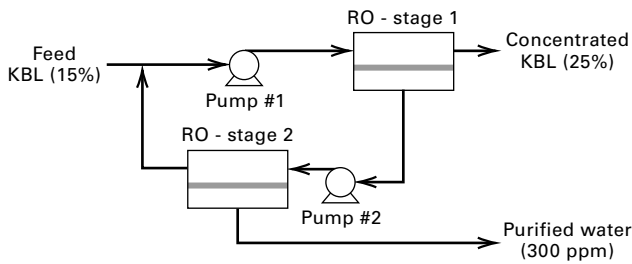 RO - stage 1
Feed
KBL (15%)
Concentrated
KBL (25%)
Pump #1
RO - stage 2
Pump #2
Purified water
(300 ppm)